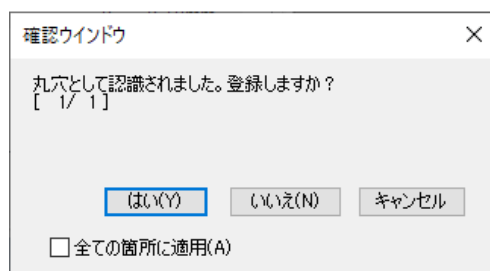 確認ウインドウ
丸穴として認識されました。登録しますか？
[ 1/ 1]
はい(Y) いいえ(N) キャンセル
全ての箇所に適用(A)